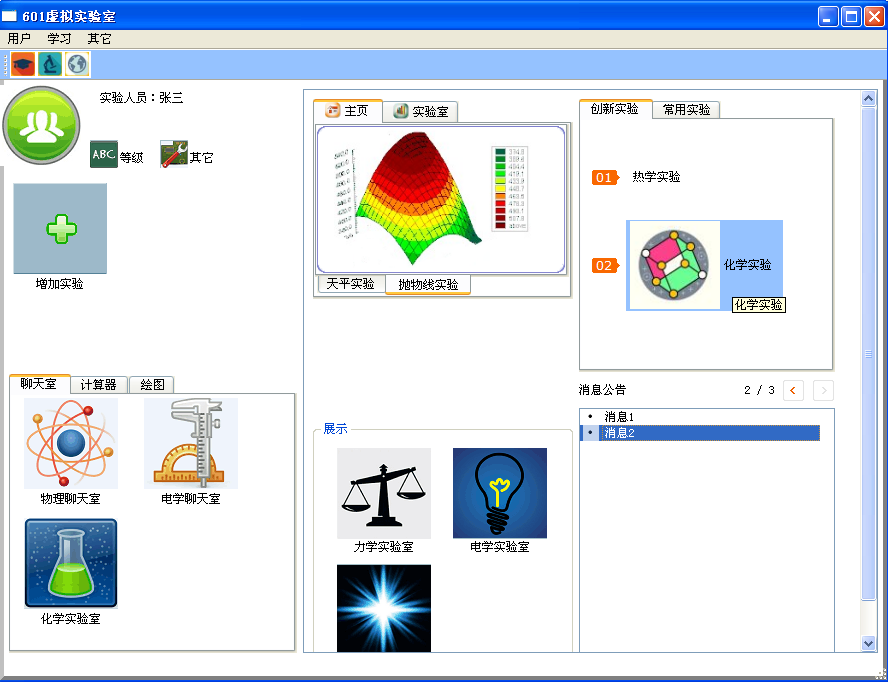 601虚拟实验室
用户 学习 其它
实验人员：张三
ABC 等级 其它
增加实验
聊天室 计算器 绘图
物理聊天室 电学聊天室
化学实验室
主页 实验室
天平实验 抛物线实验
展示
力学实验室 电学实验室
创新实验 常用实验
01 热学实验
02 化学实验
化学实验
消息公告 2 / 3
• 消息1
• 消息2